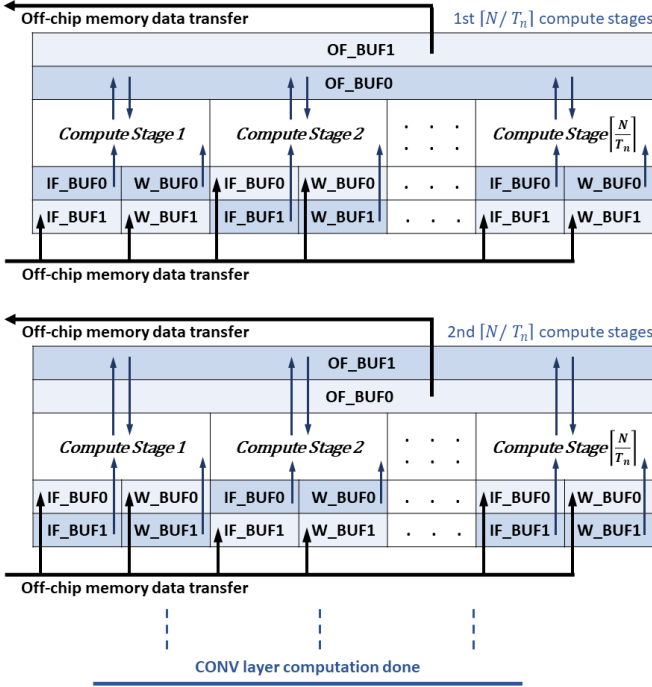 Off-chip memory data transfer
1st ⌈N/ Tₙ⌉ compute stages
OF_BUF1
OF_BUF0
Compute Stage 1 Compute Stage 2 . . . Compute Stage ⌈N/Tₙ⌉
. . .
IF_BUF0 W_BUF0 IF_BUF0 W_BUF0 . . . IF_BUF0 W_BUF0
IF_BUF1 W_BUF1 IF_BUF1 W_BUF1 . . . IF_BUF1 W_BUF1
Off-chip memory data transfer
Off-chip memory data transfer
2nd ⌈N/ Tₙ⌉ compute stages
OF_BUF1
OF_BUF0
Compute Stage 1 Compute Stage 2 . . . Compute Stage ⌈N/Tₙ⌉
. . .
IF_BUF0 W_BUF0 IF_BUF0 W_BUF0 . . . IF_BUF0 W_BUF0
IF_BUF1 W_BUF1 IF_BUF1 W_BUF1 . . . IF_BUF1 W_BUF1
Off-chip memory data transfer
CONV layer computation done